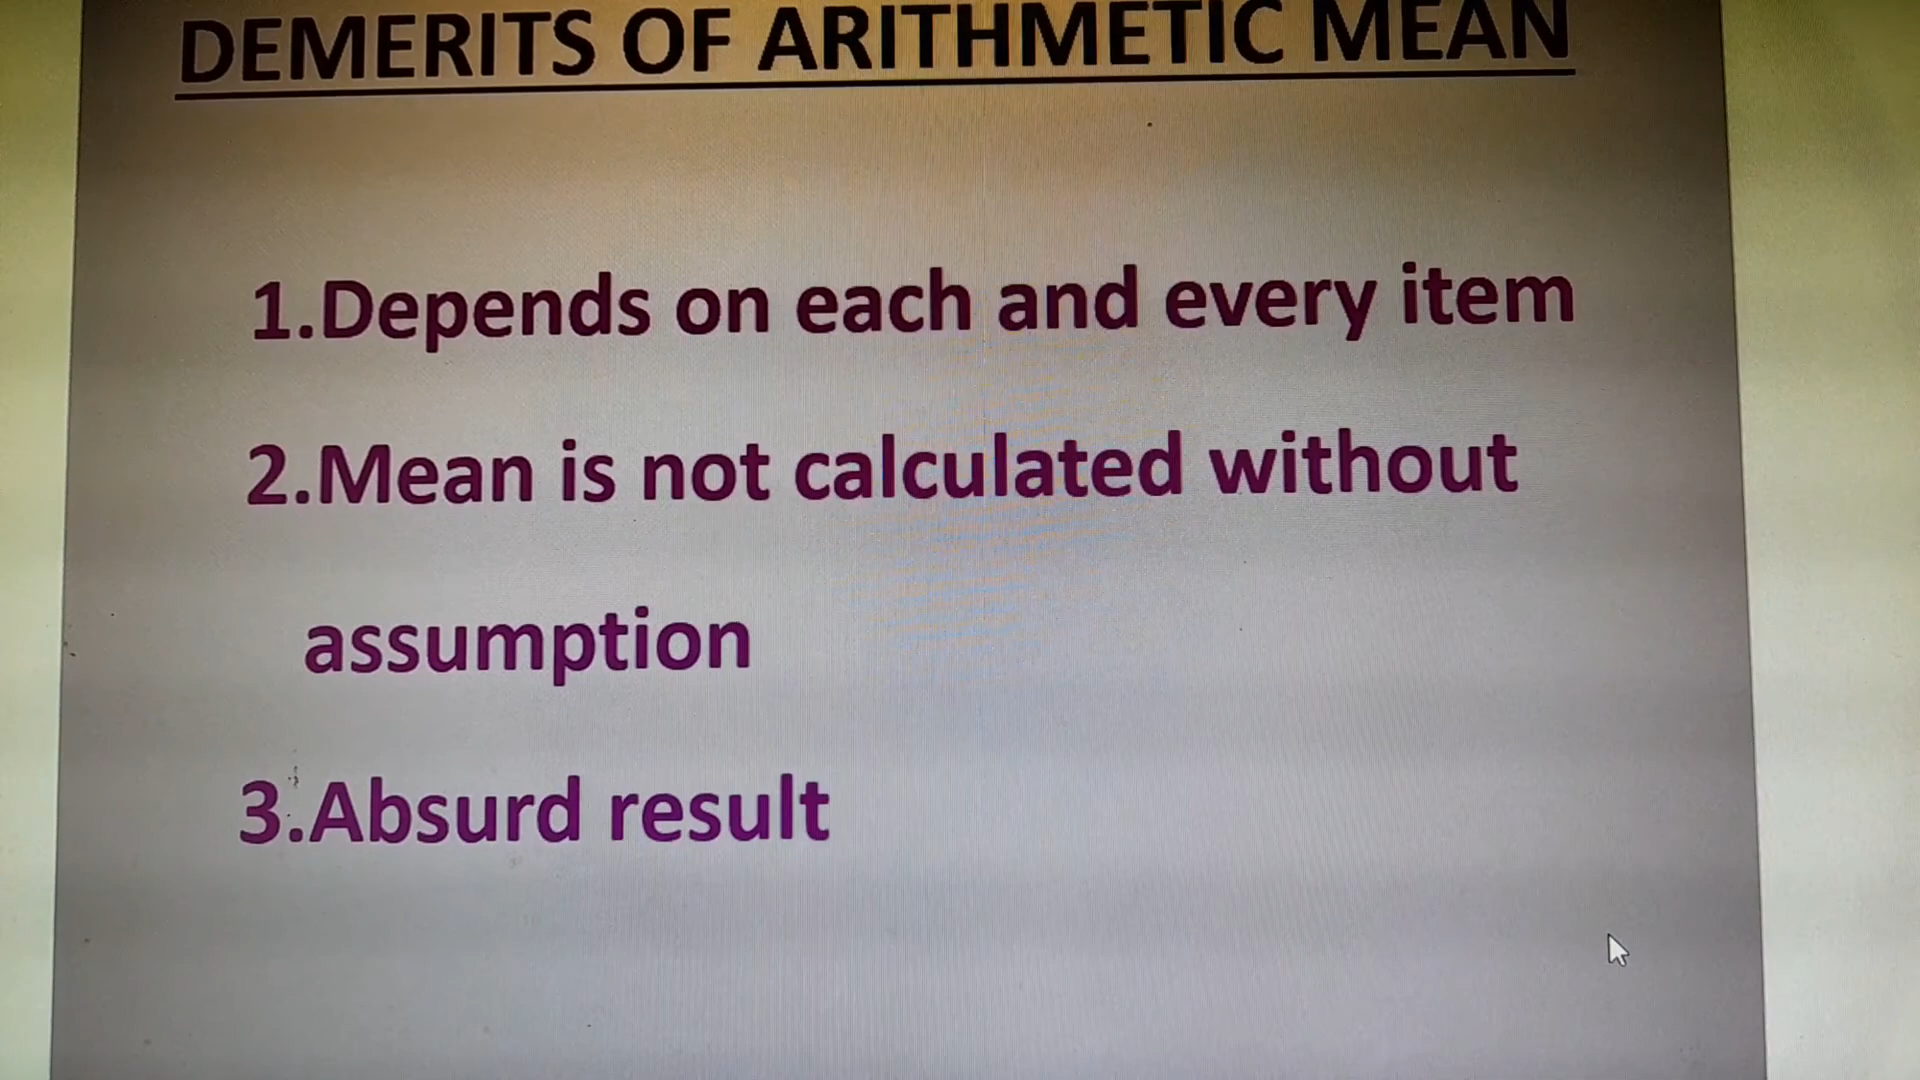 DEMERITS OF ARITHMETIC MEAN
1.Depends on each and every item
2.Mean is not calculated without
assumption
3.Absurd result